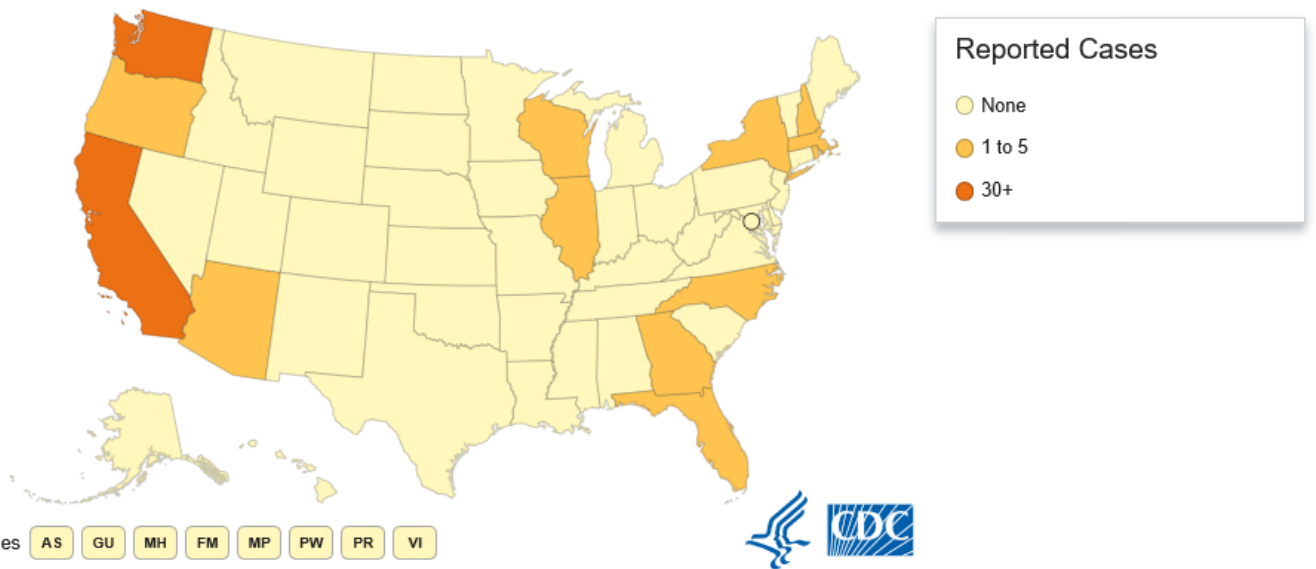 Reported Cases
None
1 to 5
30+
es AS GU MH FM MP PW PR VI
CDC